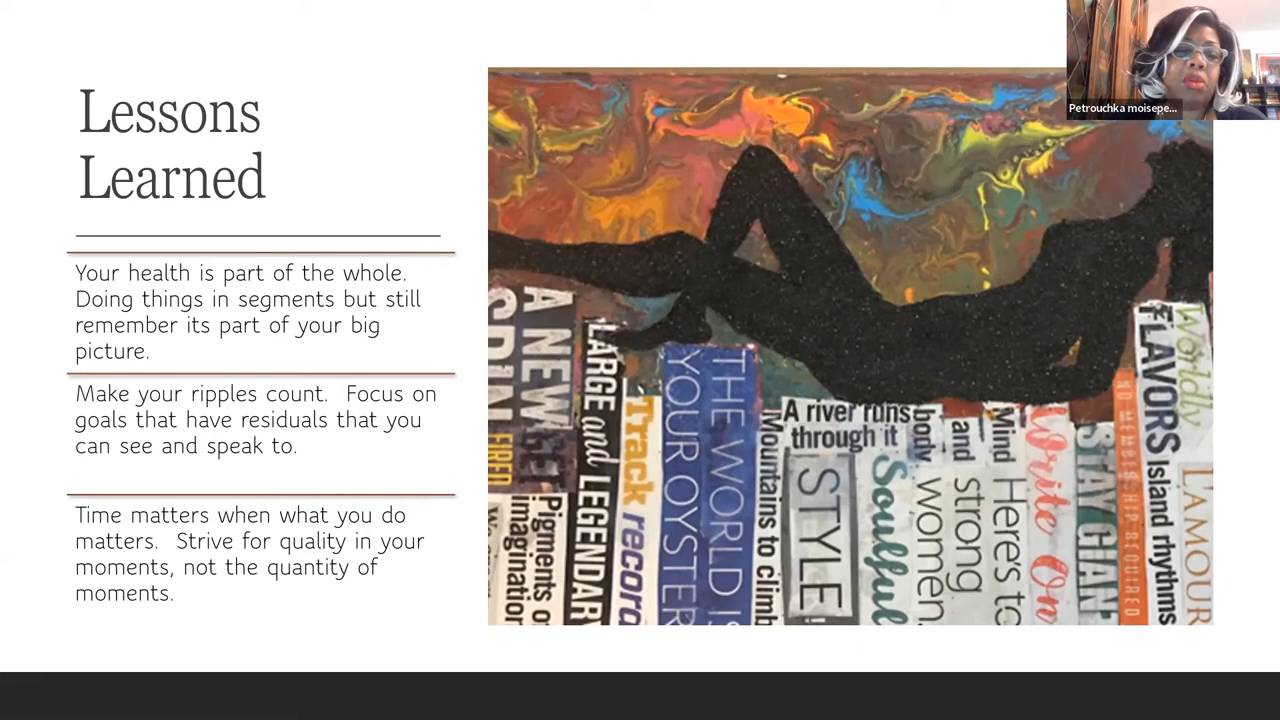 Lessons
Learned
Your health is part of the whole.
Doing things in segments but still
remember its part of your big
picture.
Make your ripples count.  Focus on
goals that have residuals that you
can see and speak to.
Time matters when what you do
matters.  Strive for quality in your
moments, not the quantity of
moments.
Petrouchka moisepe...
A NEW
SPIN
FIRED
Pigments of
imagination
LARGE and LEGENDARY
Track record
THE WORLD IS
YOUR OYSTER
Mountains to climb
A river runs
through it
STYLE
Soulful
body
Mind
and
Here's to
strong
women.
Write On
NO MEMBERSHIP REQUIRED
FLAVORS
Worldly
Island rhythms
L'AMOUR